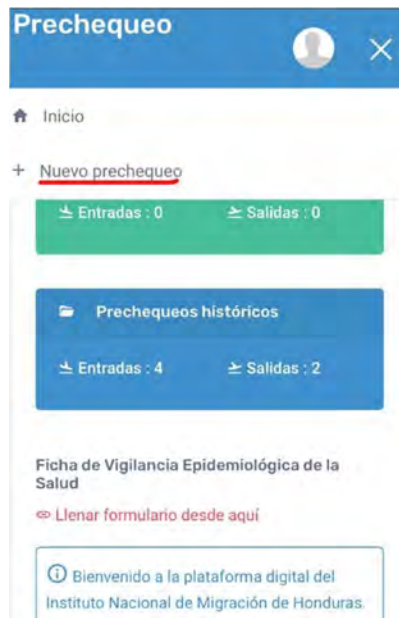 Prechequeo
Inicio
+ Nuevo prechequeo
Entradas : 0 Salidas : 0
Prechequeos históricos
Entradas : 4 Salidas : 2
Ficha de Vigilancia Epidemiológica de la
Salud
Llenar formulario desde aquí
Bienvenido a la plataforma digital del
Instituto Nacional de Migración de Honduras.